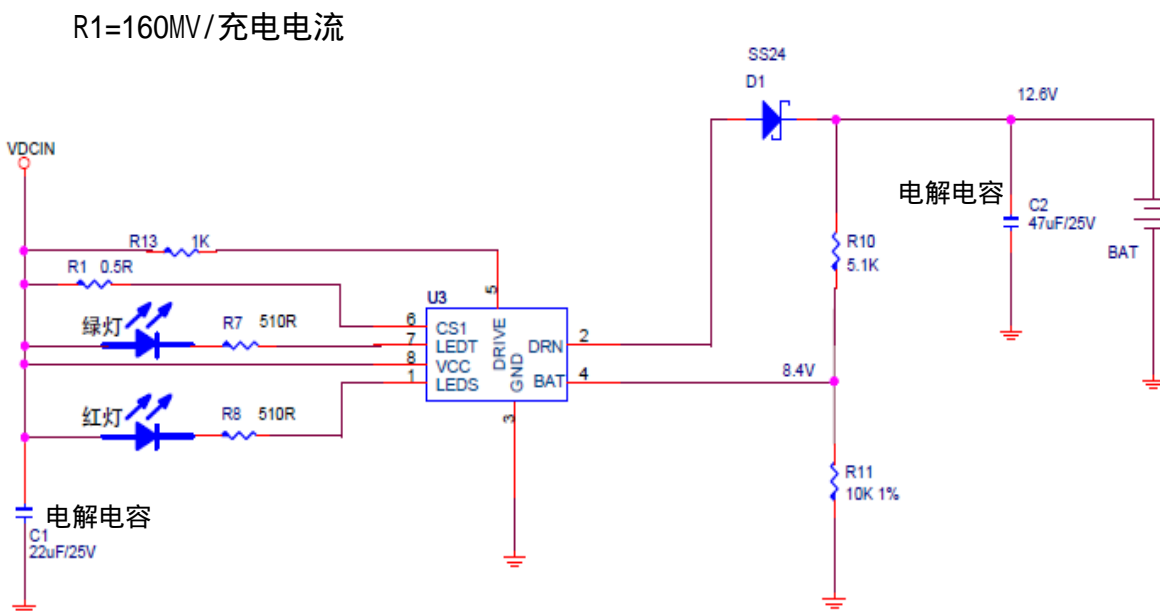 R1=160MV/充电电流
SS24
D1
12.6V
VDCIN
电解电容
C2
47uF/25V
BAT
R13 1K
R10
5.1K
R1 0.5R
U3
5
绿灯
R7 510R
6
CS1
7
LEDT
8
VCC
1
LEDS
DRIVE
GND
DRN
2
BAT
4
8.4V
红灯
R8 510R
3
R11
10K 1%
电解电容
C1
22uF/25V